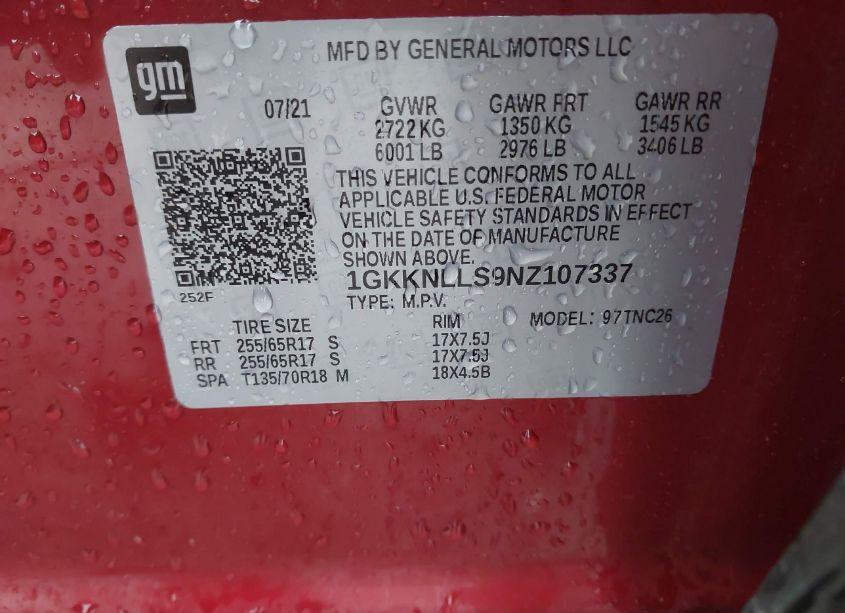 gm
MFD BY GENERAL MOTORS LLC
07/21
GVWR GAWR FRT GAWR RR
2722 KG 1350 KG 1545 KG
6001 LB 2976 LB 3406 LB
THIS VEHICLE CONFORMS TO ALL
APPLICABLE U.S. FEDERAL MOTOR
VEHICLE SAFETY STANDARDS IN EFFECT
ON THE DATE OF MANUFACTURE
SHOWN ABOVE.
1GKKNLLS9NZ107337
252F
TYPE: M.P.V.
TIRE SIZE RIM MODEL: 97TNC26
FRT 255/65R17 S 17X7.5J
RR 255/65R17 S 17X7.5J
SPA T135/70R18 M 18X4.5B